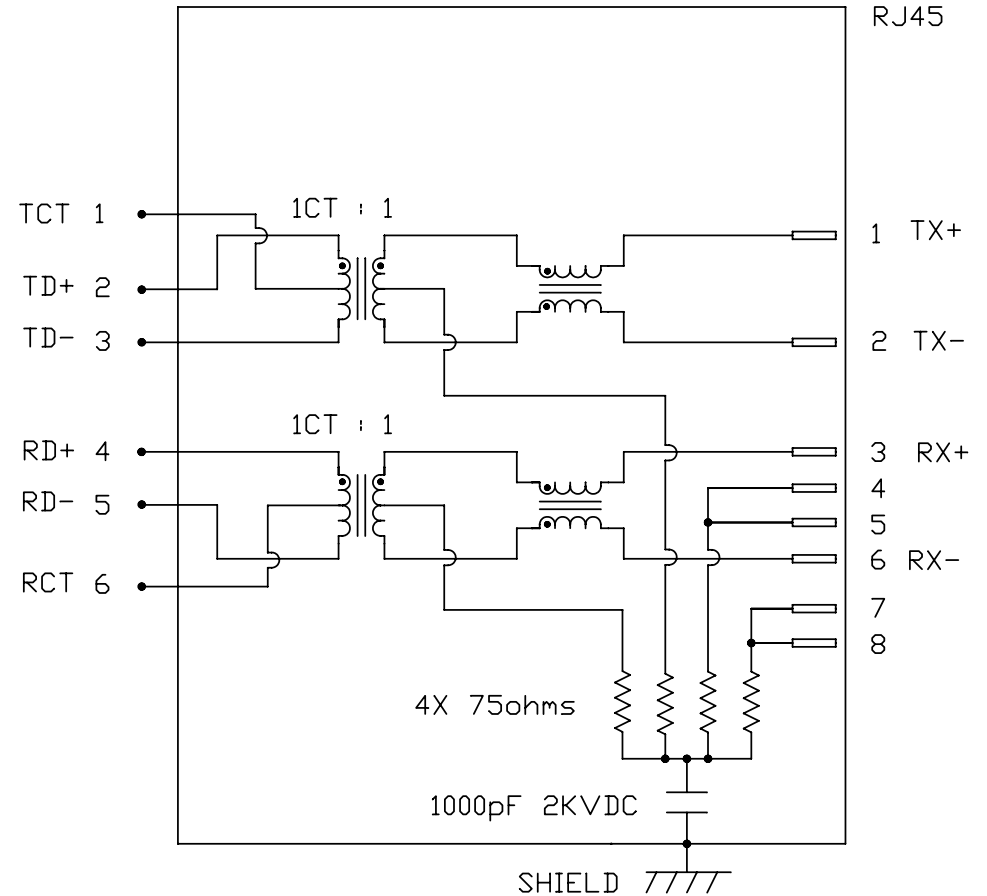 RJ45
TCT 1
1CT : 1
1 TX+
TD+ 2
TD- 3
2 TX-
1CT : 1
RD+ 4
3 RX+
4
RD- 5
5
6 RX-
RCT 6
7
8
4X 75ohms
1000pF 2KVDC
SHIELD